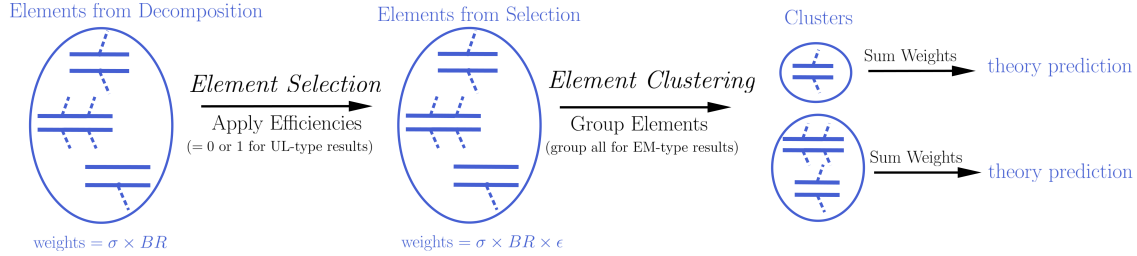 Elements from Decomposition
weights = σ × BR
Element Selection
Apply Efficiencies
(= 0 or 1 for UL-type results)
Elements from Selection
weights = σ × BR × ϵ
Element Clustering
Group Elements
(group all for EM-type results)
Clusters
Sum Weights
theory prediction
Sum Weights
theory prediction